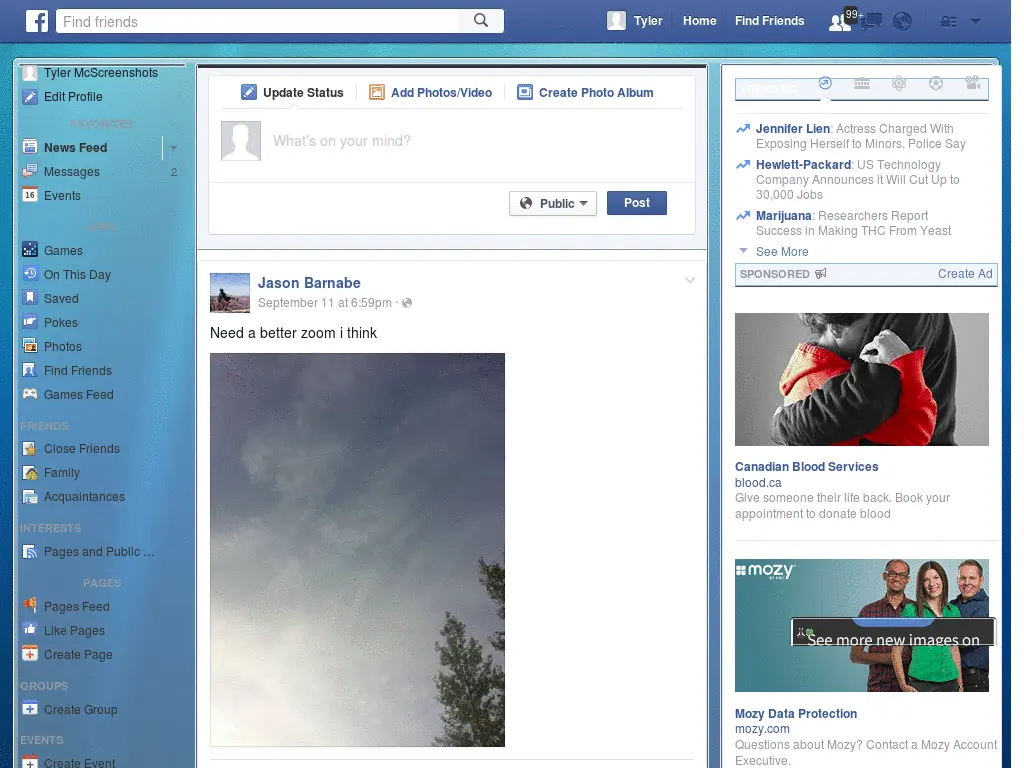 Find friends
Tyler
Home
Find Friends
99+
Tyler McScreenshots
Edit Profile
FAVORITES
News Feed
Messages
2
16
Events
Games
On This Day
Saved
Pokes
Photos
Find Friends
Games Feed
FRIENDS
Close Friends
Family
Acquaintances
INTERESTS
Pages and Public ...
PAGES
Pages Feed
Like Pages
Create Page
GROUPS
Create Group
EVENTS
Create Event
Update Status
Add Photos/Video
Create Photo Album
What's on your mind?
Public
Post
Jason Barnabe
September 11 at 6:59pm ·
Need a better zoom i think
TRENDING
Jennifer Lien: Actress Charged With
Exposing Herself to Minors, Police Say
Hewlett-Packard: US Technology
Company Announces it Will Cut Up to
30,000 Jobs
Marijuana: Researchers Report
Success in Making THC From Yeast
See More
SPONSORED
Create Ad
Canadian Blood Services
blood.ca
Give someone their life back. Book your
appointment to donate blood
mozy
See more new images on
Mozy Data Protection
mozy.com
Questions about Mozy? Contact a Mozy Account
Executive.